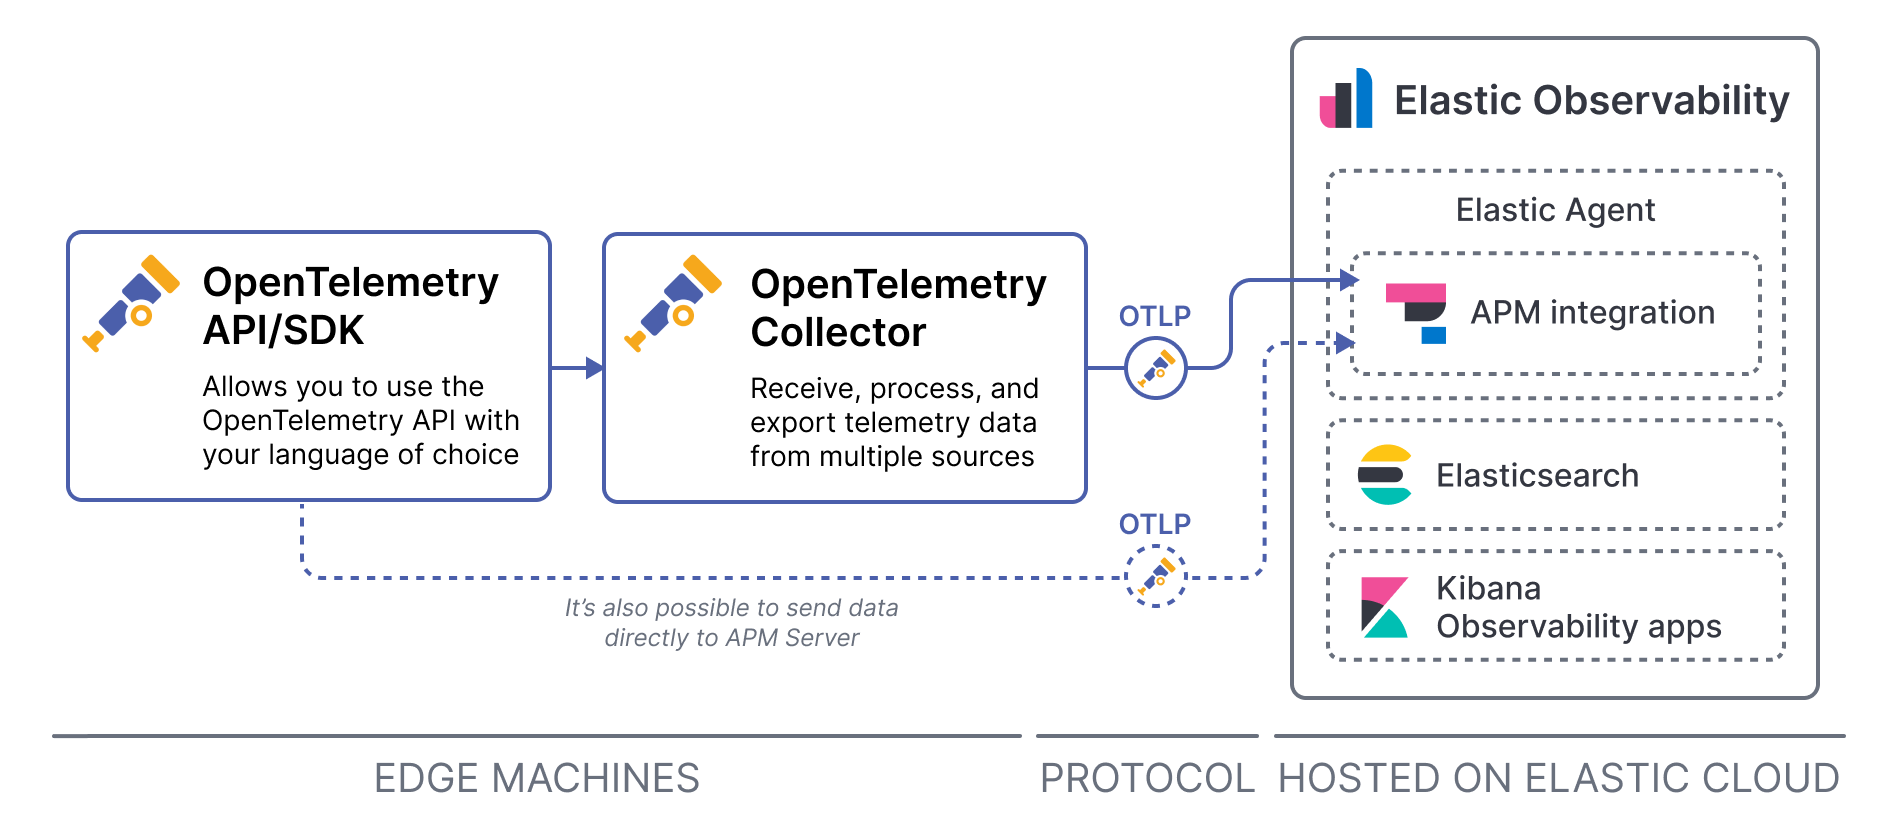 Elastic Observability
Elastic Agent
APM integration
Elasticsearch
Kibana
Observability apps
OpenTelemetry
API/SDK
Allows you to use the
OpenTelemetry API with
your language of choice
OpenTelemetry
Collector
Receive, process, and
export telemetry data
from multiple sources
OTLP
OTLP
It's also possible to send data
directly to APM Server
EDGE MACHINES
PROTOCOL
HOSTED ON ELASTIC CLOUD